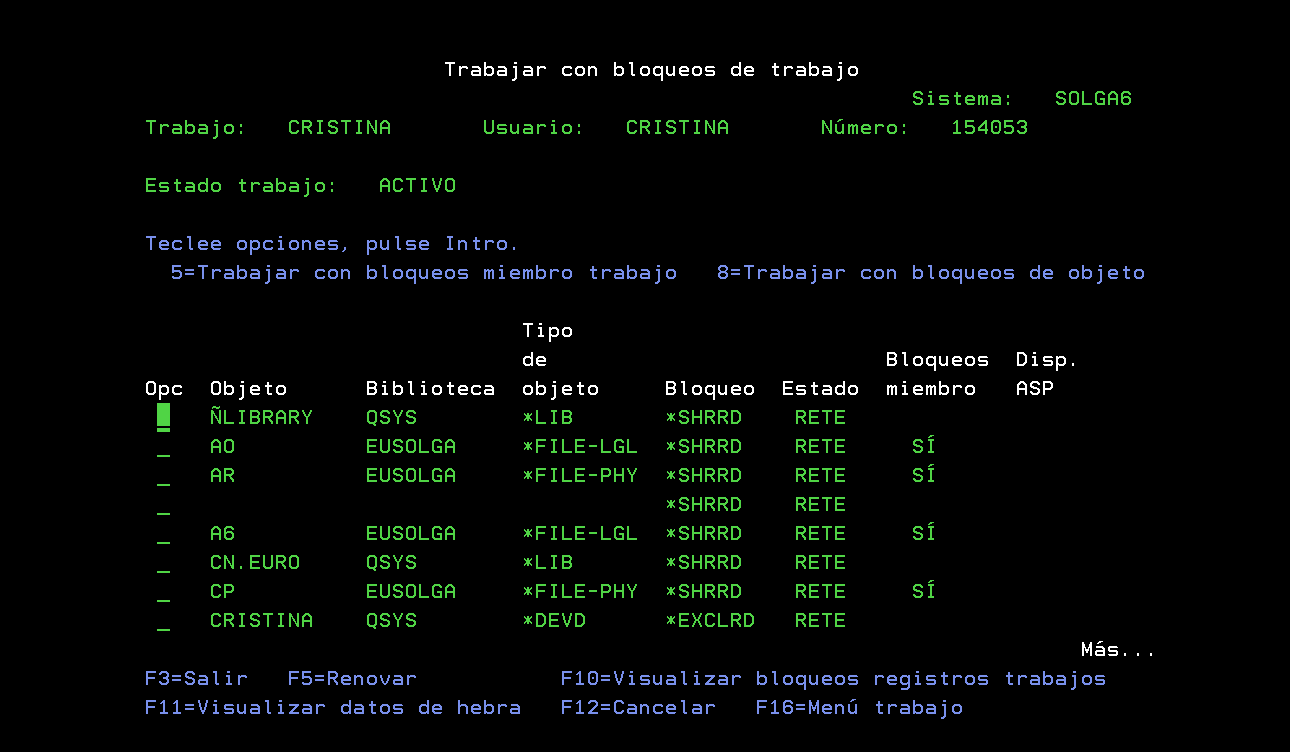 Trabajar con bloqueos de trabajo
Sistema: SOLGA6
Trabajo: CRISTINA Usuario: CRISTINA Número: 154053
Estado trabajo: ACTIVO
Teclee opciones, pulse Intro.
5=Trabajar con bloqueos miembro trabajo 8=Trabajar con bloqueos de objeto
Tipo
de Bloqueos Disp.
Opc Objeto Biblioteca objeto Bloqueo Estado miembro ASP
ÑLIBRARY QSYS *LIB *SHRRD RETE
_ AO EUSOLGA *FILE-LGL *SHRRD RETE SÍ
_ AR EUSOLGA *FILE-PHY *SHRRD RETE SÍ
_ *SHRRD RETE
_ A6 EUSOLGA *FILE-LGL *SHRRD RETE SÍ
_ CN.EURO QSYS *LIB *SHRRD RETE
_ CP EUSOLGA *FILE-PHY *SHRRD RETE SÍ
_ CRISTINA QSYS *DEVD *EXCLRD RETE
Más...
F3=Salir F5=Renovar F10=Visualizar bloqueos registros trabajos
F11=Visualizar datos de hebra F12=Cancelar F16=Menú trabajo